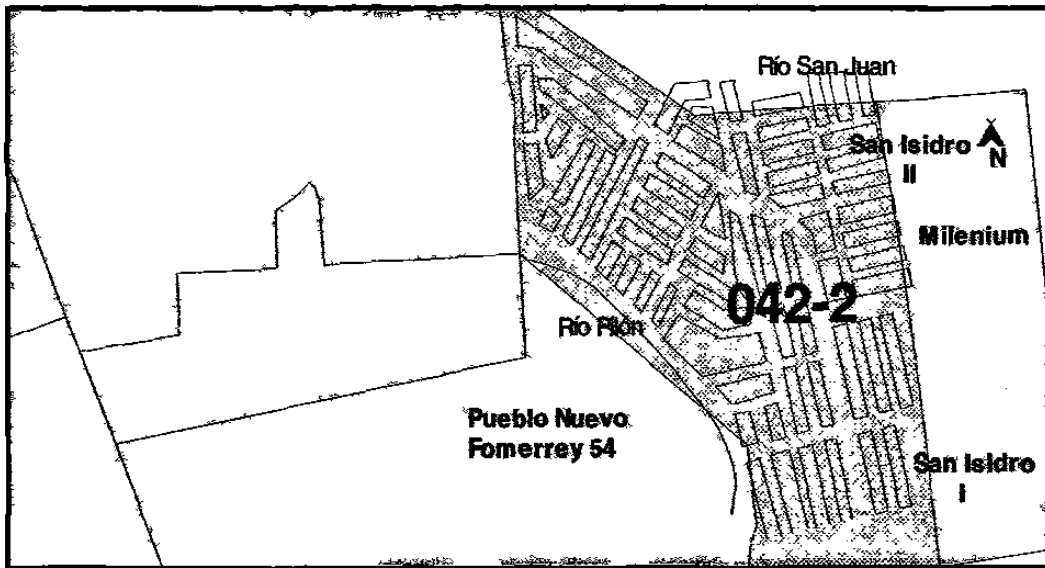 Río San Juan
San Isidro
II
N
Milenium
042-2
Río Pilón
Pueblo Nuevo
Fomerrey 54
San Isidro
I